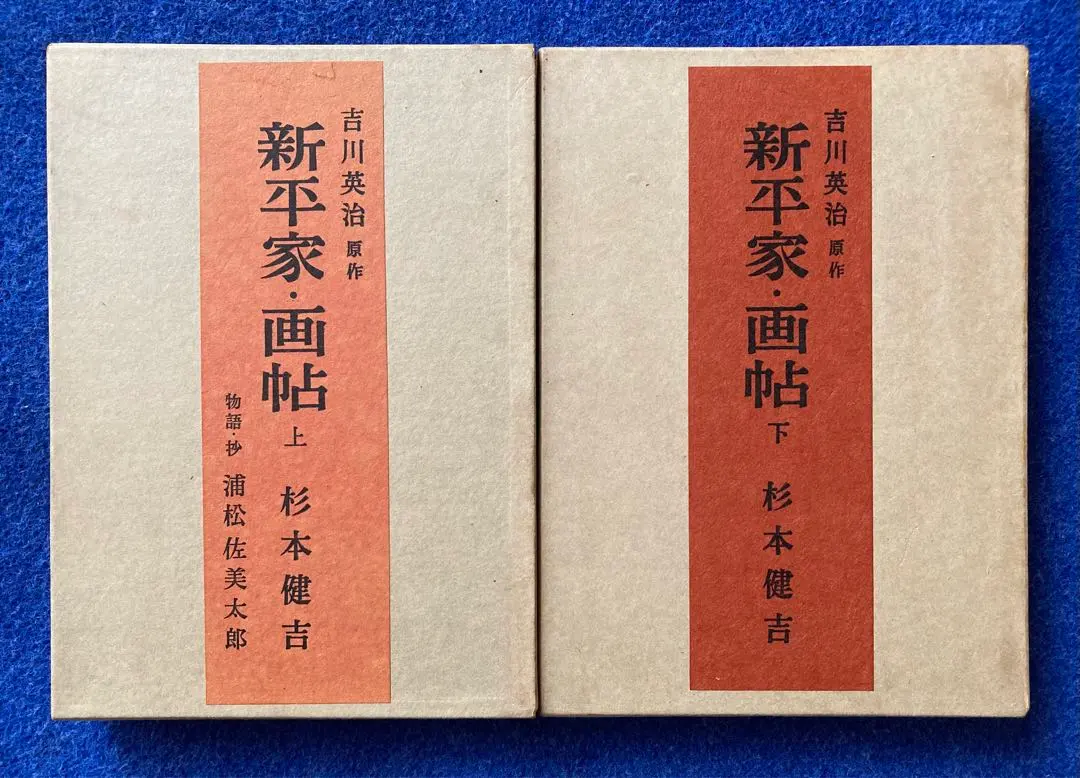 吉川英治 原作
新平家・画帖 上
杉本健吉
物語・抄 浦松佐美太郎
吉川英治 原作
新平家・画帖 下
杉本健吉